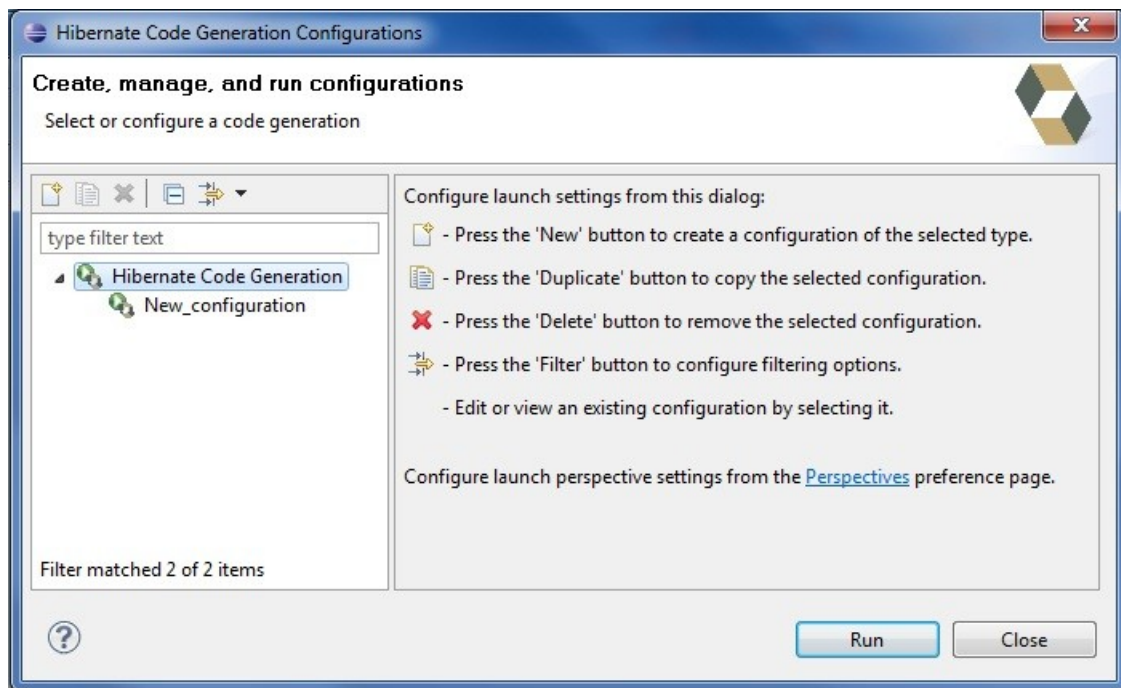 Hibernate Code Generation Configurations
Create, manage, and run configurations
Select or configure a code generation
type filter text
Hibernate Code Generation
New_configuration
Filter matched 2 of 2 items
Configure launch settings from this dialog:
- Press the 'New' button to create a configuration of the selected type.
- Press the 'Duplicate' button to copy the selected configuration.
- Press the 'Delete' button to remove the selected configuration.
- Press the 'Filter' button to configure filtering options.
- Edit or view an existing configuration by selecting it.
Configure launch perspective settings from the Perspectives preference page.
Run
Close